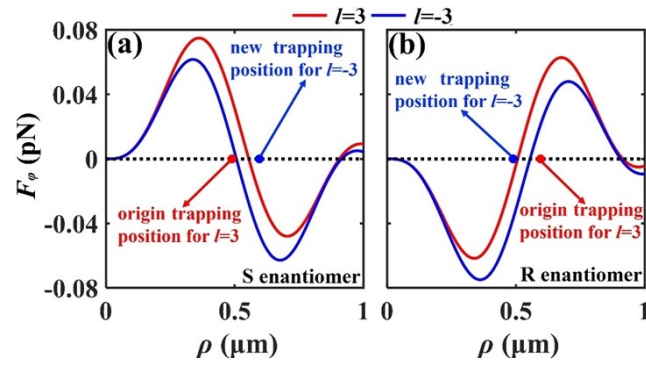 l=3 l=-3
(a)
new trapping
position for l=-3
origin trapping
position for l=3
S enantiomer
(b)
new trapping
position for l=-3
origin trapping
position for l=3
R enantiomer
Fφ (pN)
0.08
0.04
0
-0.04
-0.08
0 0.5 1
0 0.5 1
ρ (μm)
ρ (μm)